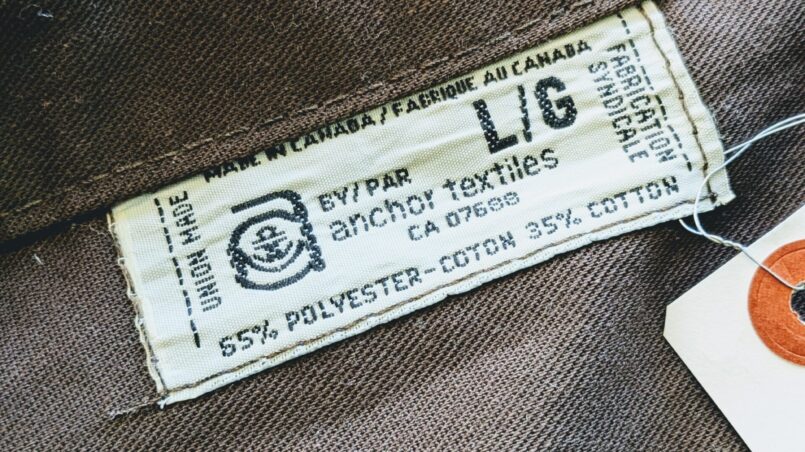 MADE IN CANADA / FABRIQUE AU CANADA
L/G
UNION MADE
BY/PAR
anchor textiles
CA 07688
65% POLYESTER-COTON 35% COTTON
FABRICATION
SYNDICALE